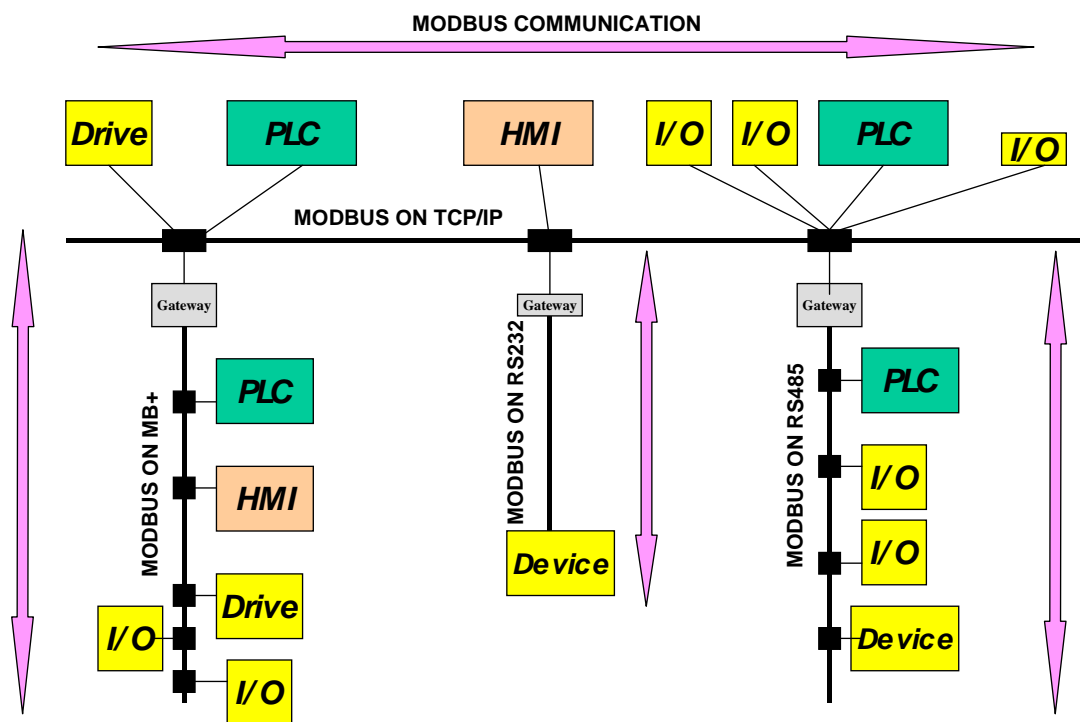 MODBUS COMMUNICATION
Drive
PLC
HMI
I/O
I/O
PLC
I/O
MODBUS ON TCP/IP
Gateway
Gateway
Gateway
MODBUS ON MB+
PLC
HMI
Drive
I/O
I/O
MODBUS ON RS232
Device
MODBUS ON RS485
PLC
I/O
I/O
Device